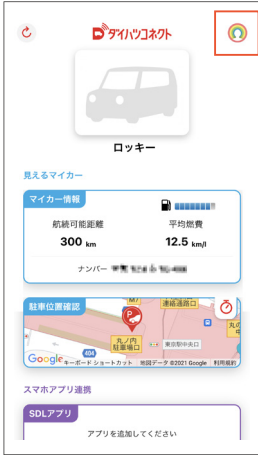 ダイハツコネクト
ロッキー
見えるマイカー
マイカー情報
航続可能距離
平均燃費
300 km
12.5 km/l
ナンバー
駐車位置確認
M7
連絡通路口
丸の
丸ノ内
駐車場口
東京駅中央口
404
Google
キーボード ショートカット
地図データ ©2021 Google
利用規約
スマホアプリ連携
SDLアプリ
アプリを追加してください